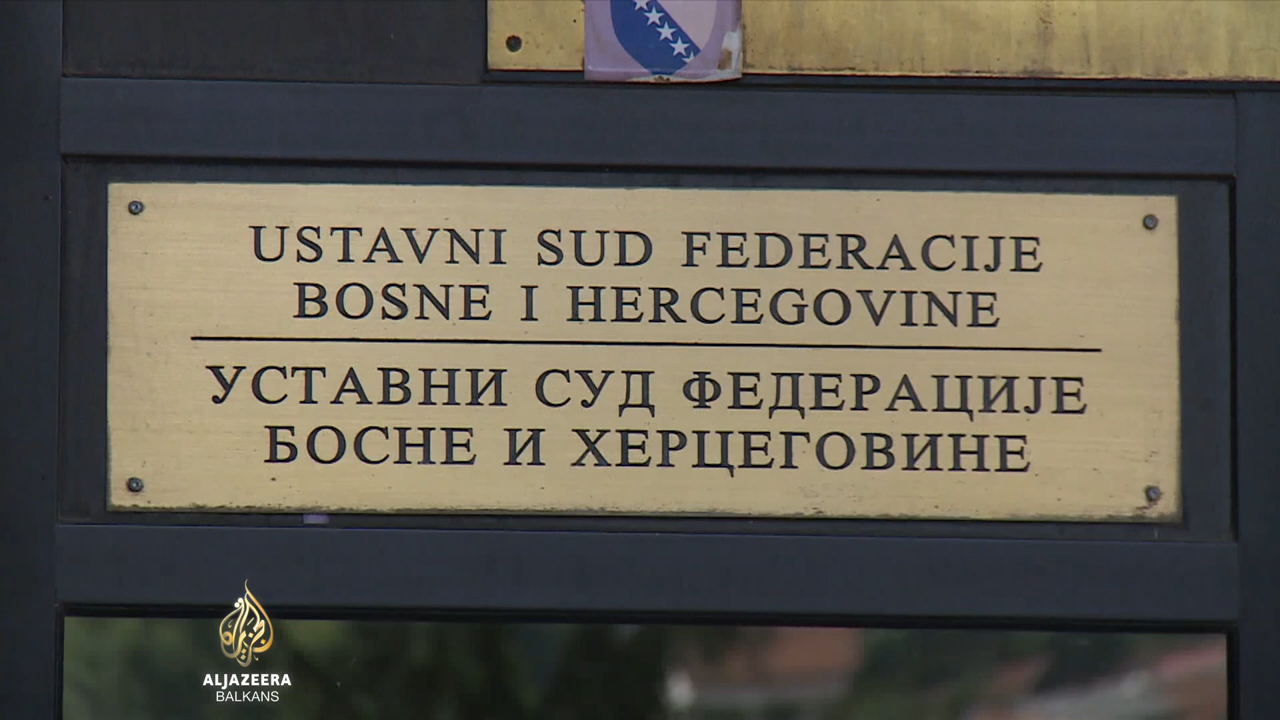 USTAVNI SUD FEDERACIJE
BOSNE I HERCEGOVINE
УСТАВНИ СУД ФЕДЕРАЦИЈЕ
БОСНЕ И ХЕРЦЕГОВИНЕ
ALJAZEERA
BALKANS